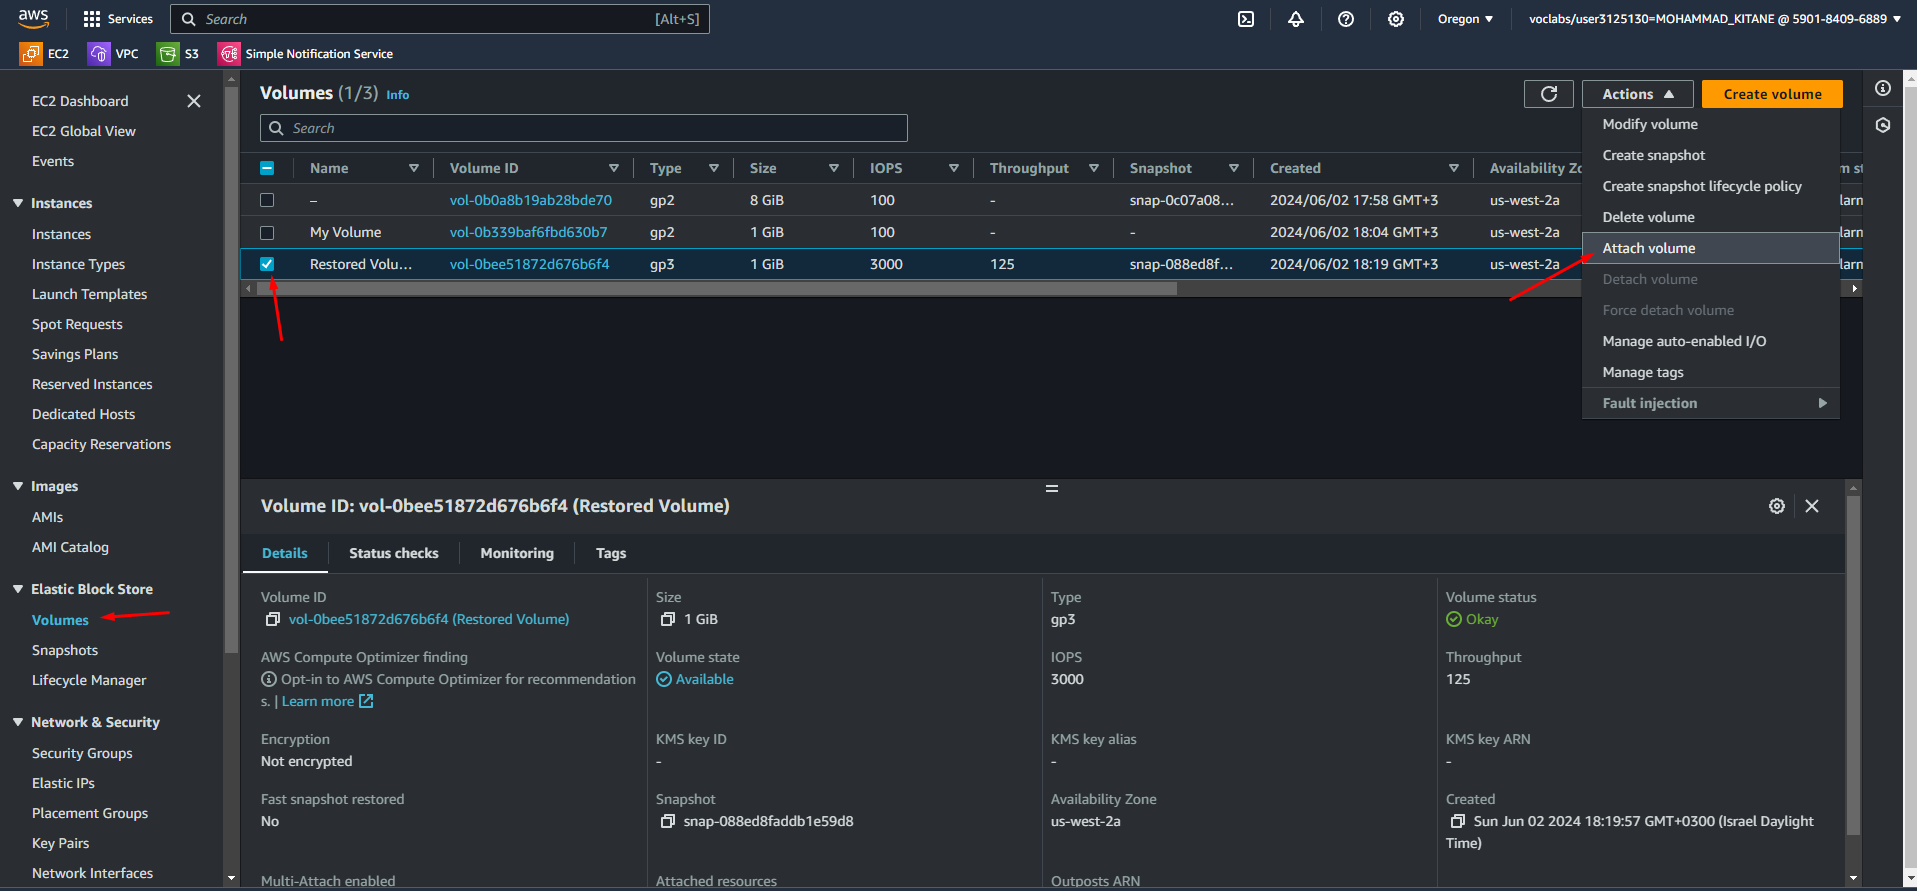 aws
Services
Search
[Alt+S]
Oregon
voclabs/user3125130=MOHAMMAD_KITANE @ 5901-8409-6889
EC2
VPC
S3
Simple Notification Service
EC2 Dashboard
EC2 Global View
Events
Instances
Instances
Instance Types
Launch Templates
Spot Requests
Savings Plans
Reserved Instances
Dedicated Hosts
Capacity Reservations
Images
AMIs
AMI Catalog
Elastic Block Store
Volumes
Snapshots
Lifecycle Manager
Network & Security
Security Groups
Elastic IPs
Placement Groups
Key Pairs
Network Interfaces
Volumes (1/3) Info
Actions
Create volume
Search
Name Volume ID Type Size IOPS Throughput Snapshot Created Availability Zo m st
– vol-0b0a8b19ab28bde70 gp2 8 GiB 100 - snap-0c07a08... 2024/06/02 17:58 GMT+3 us-west-2a larn
My Volume vol-0b339baf6fbd630b7 gp2 1 GiB 100 - - 2024/06/02 18:04 GMT+3 us-west-2a larn
Restored Volu... vol-0bee51872d676b6f4 gp3 1 GiB 3000 125 snap-088ed8f... 2024/06/02 18:19 GMT+3 us-west-2a larn
Modify volume
Create snapshot
Create snapshot lifecycle policy
Delete volume
Attach volume
Detach volume
Force detach volume
Manage auto-enabled I/O
Manage tags
Fault injection
Volume ID: vol-0bee51872d676b6f4 (Restored Volume)
Details
Status checks
Monitoring
Tags
Volume ID
vol-0bee51872d676b6f4 (Restored Volume)
Size
1 GiB
Type
gp3
Volume status
Okay
AWS Compute Optimizer finding
Opt-in to AWS Compute Optimizer for recommendation
s. | Learn more
Volume state
Available
IOPS
3000
Throughput
125
Encryption
Not encrypted
KMS key ID
-
KMS key alias
-
KMS key ARN
-
Fast snapshot restored
No
Snapshot
snap-088ed8faddb1e59d8
Availability Zone
us-west-2a
Created
Sun Jun 02 2024 18:19:57 GMT+0300 (Israel Daylight
Time)
Multi-Attach enabled
Attached resources
Outposts ARN